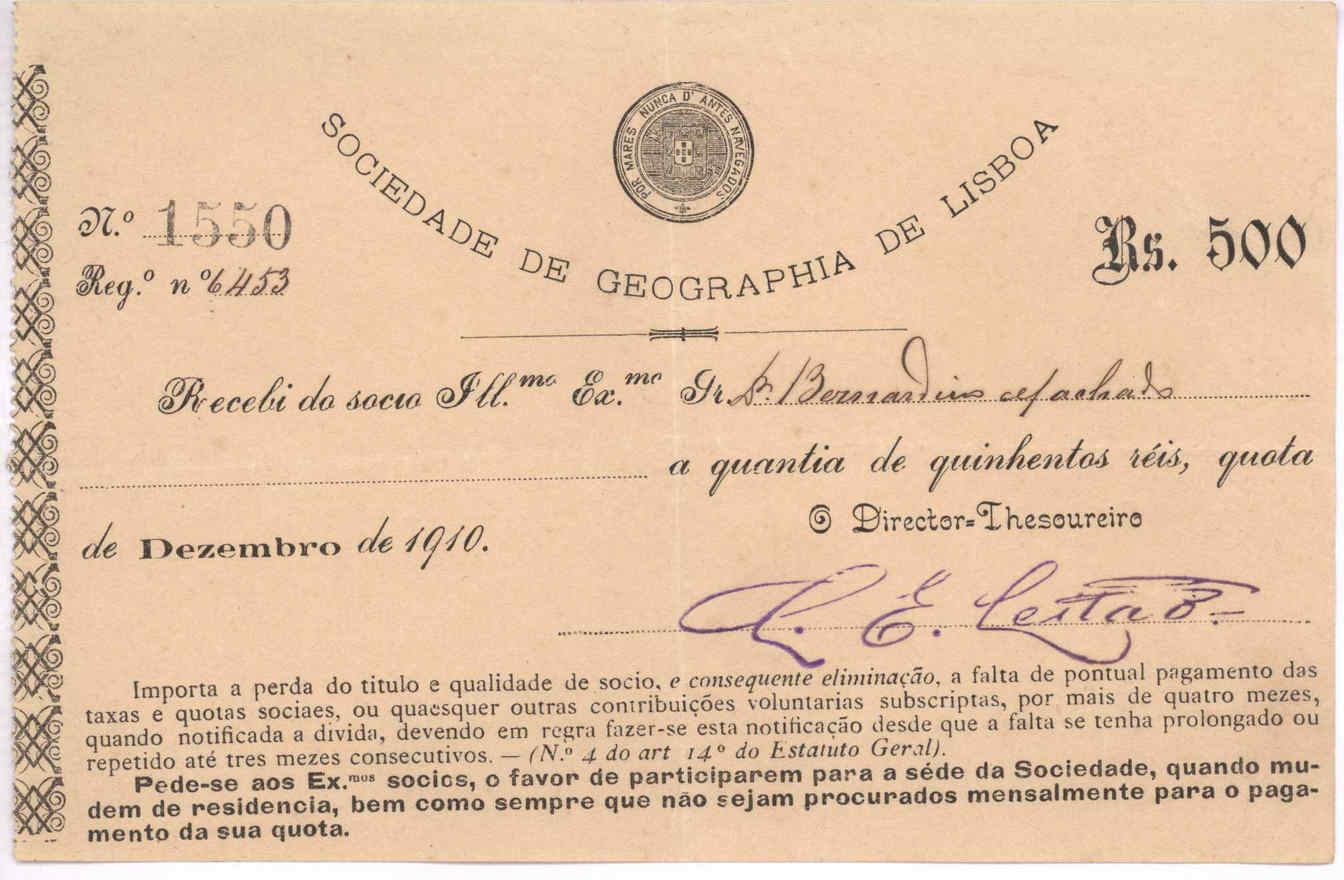 POR MARES NUNCA D' ANTES NAVEGADOS
SOCIEDADE DE GEOGRAPHIA DE LISBOA
N.º 1550
Reg.º nº 6453
Rs. 500
Recebi do socio Ill.mo Ex.mo Sr. Dr. Bernardino Machado
a quantia de quinhentos réis, quota
de Dezembro de 1910.
O Director=Thesoureiro
C. E. Leitão
Importa a perda do titulo e qualidade de socio, e consequente eliminação, a falta de pontual pagamento das
taxas e quotas sociaes, ou quaesquer outras contribuições voluntarias subscriptas, por mais de quatro mezes,
quando notificada a divida, devendo em regra fazer-se esta notificação desde que a falta se tenha prolongado ou
repetido até tres mezes consecutivos. — (N.º 4 do art 14º do Estatuto Geral).
Pede-se aos Ex.mos socios, o favor de participarem para a séde da Sociedade, quando mu-
dem de residencia, bem como sempre que não sejam procurados mensalmente para o paga-
mento da sua quota.